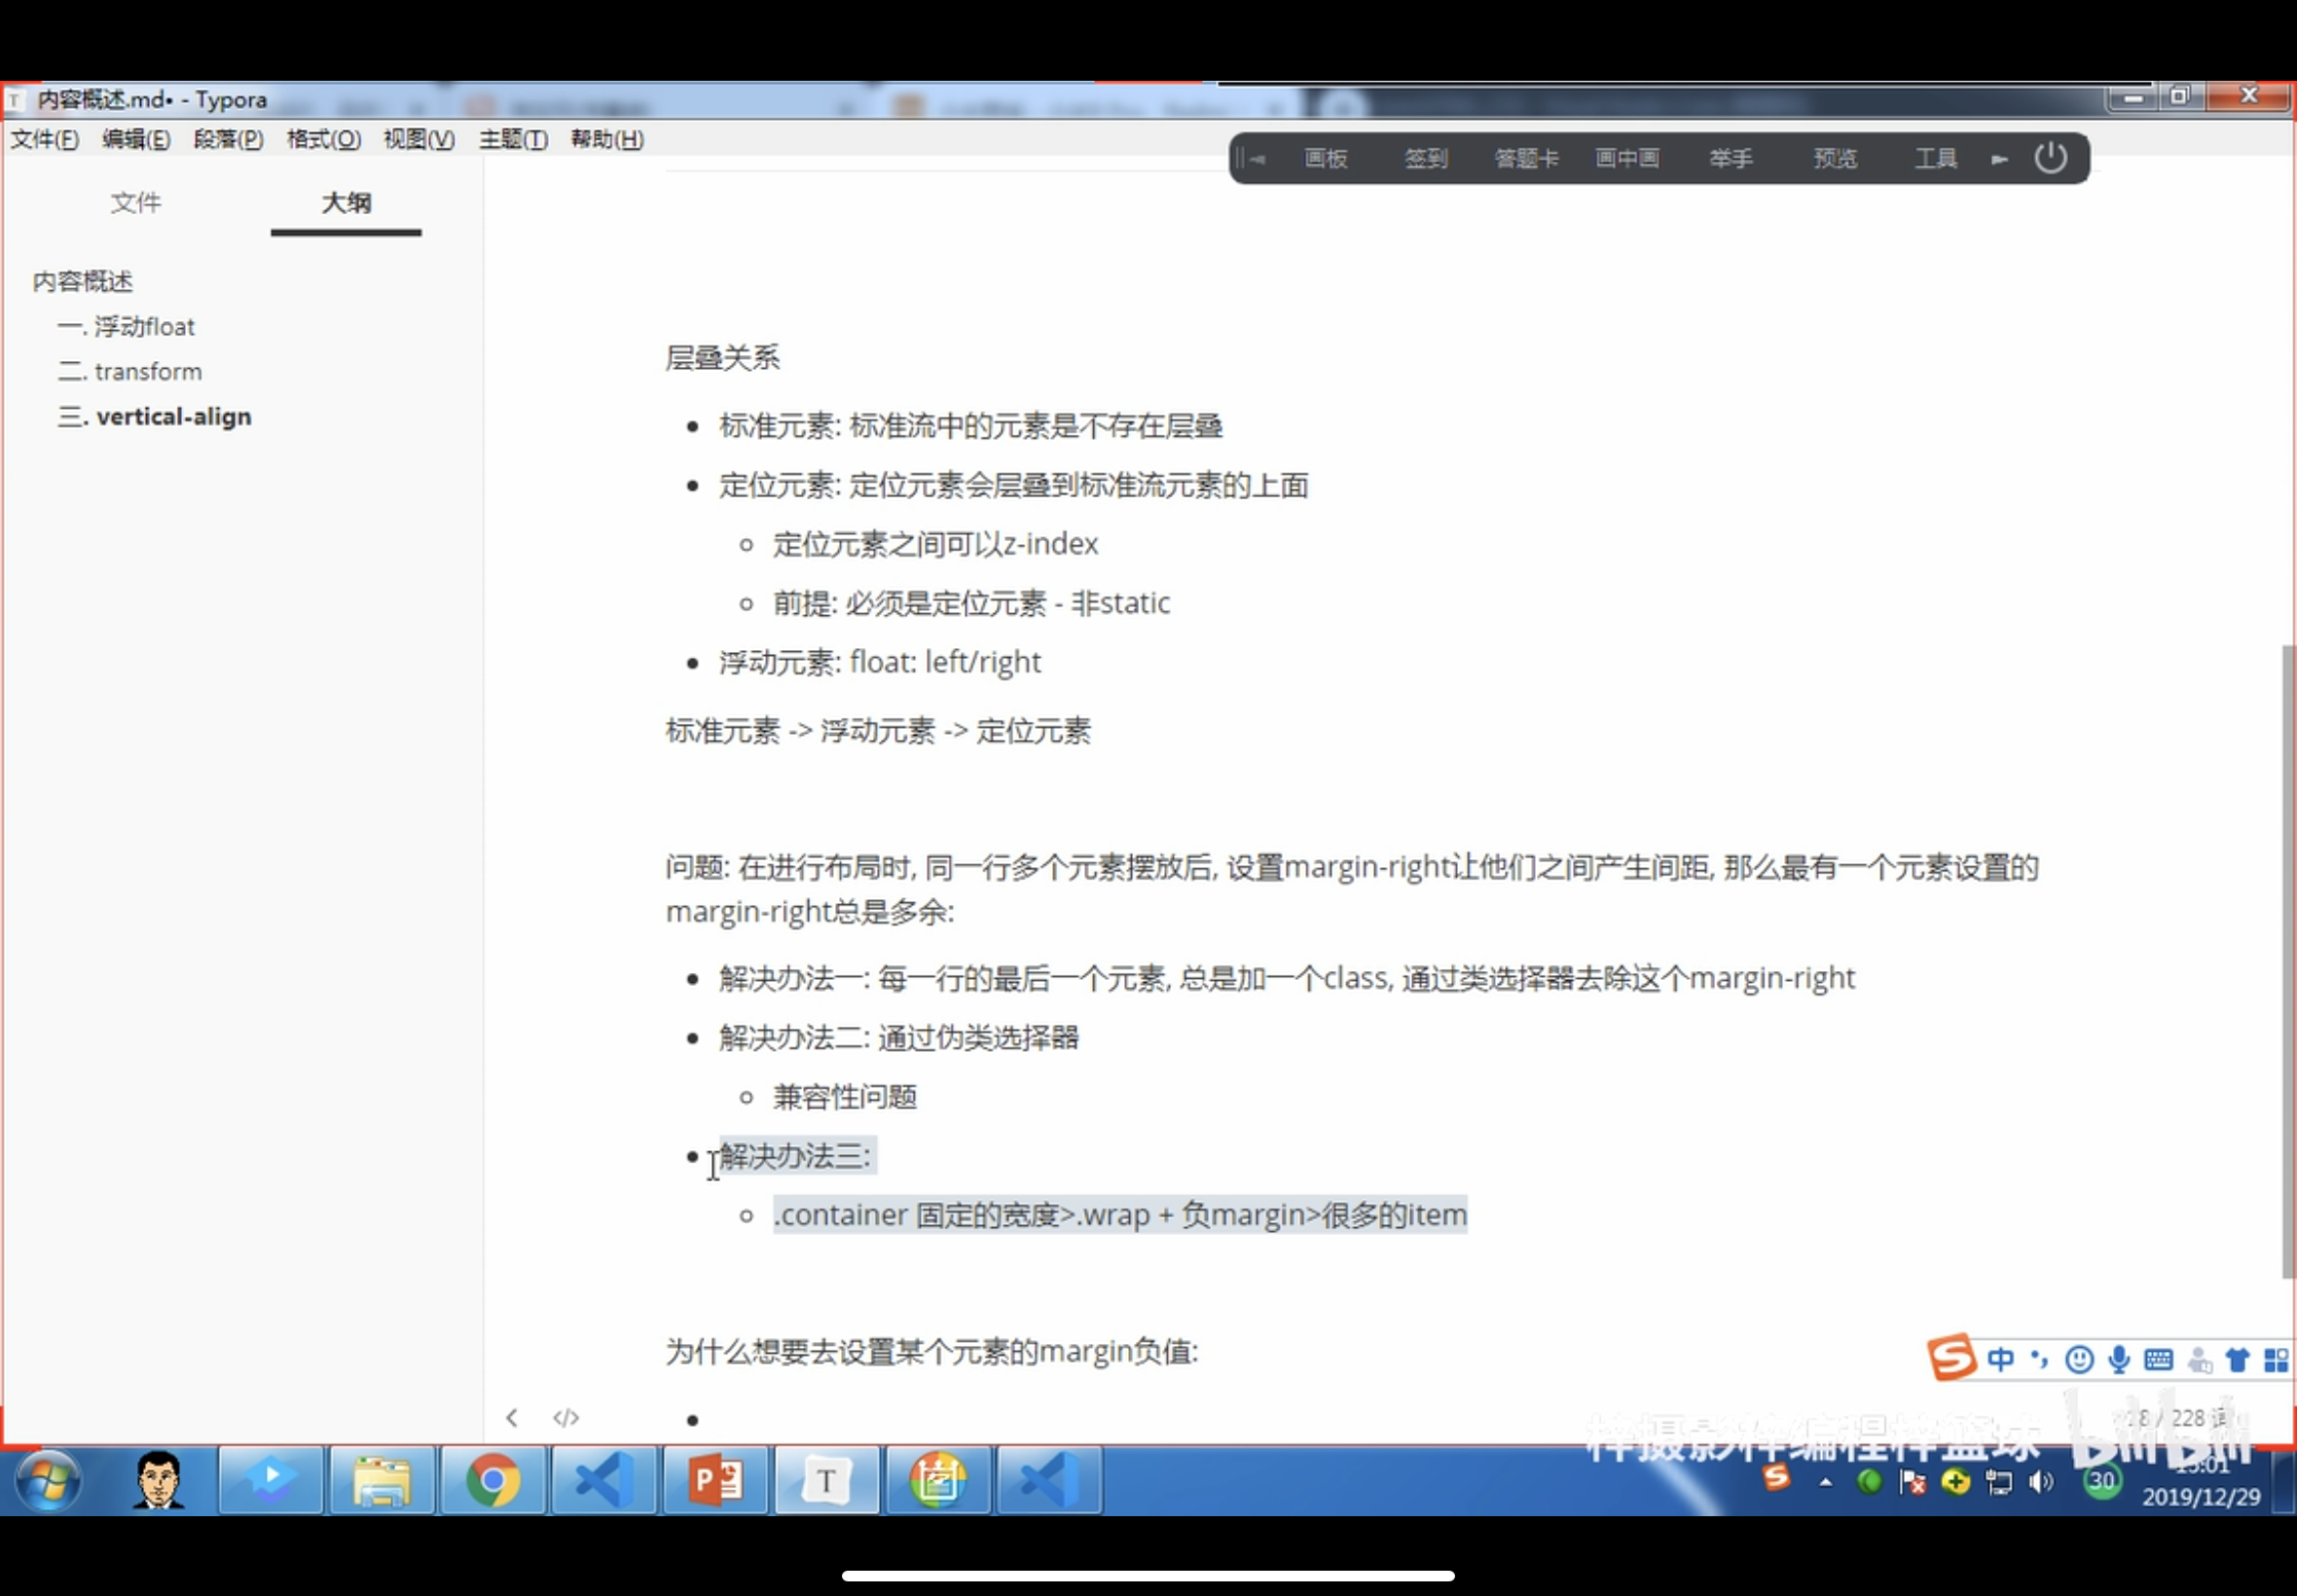 内容概述.md• - Typora
文件(F) 编辑(E) 段落(P) 格式(O) 视图(V) 主题(T) 帮助(H)
画板 签到 答题卡 画中画 举手 预览 工具
文件 大纲
内容概述
一. 浮动float
二. transform
三. vertical-align
层叠关系
标准元素: 标准流中的元素是不存在层叠
定位元素: 定位元素会层叠到标准流元素的上面
定位元素之间可以z-index
前提: 必须是定位元素 - 非static
浮动元素: float: left/right
标准元素 -> 浮动元素 -> 定位元素
问题: 在进行布局时, 同一行多个元素摆放后, 设置margin-right让他们之间产生间距, 那么最有一个元素设置的
margin-right总是多余:
解决办法一: 每一行的最后一个元素, 总是加一个class, 通过类选择器去除这个margin-right
解决办法二: 通过伪类选择器
兼容性问题
解决办法三:
.container 固定的宽度>.wrap + 负margin>很多的item
为什么想要去设置某个元素的margin负值:
中
228 词
梓摄影梓编程梓篮球 bilibili
30
2019/12/29